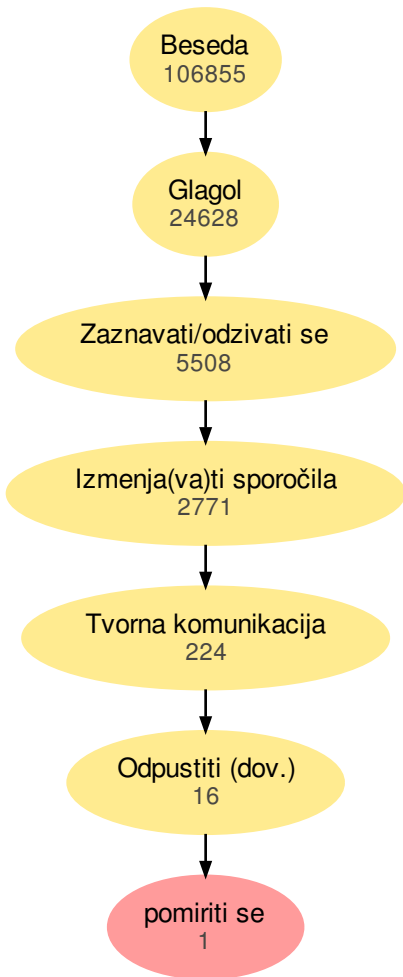 Beseda
106855
Glagol
24628
Zaznavati/odzivati se
5508
Izmenja(va)ti sporočila
2771
Tvorna komunikacija
224
Odpustiti (dov.)
16
pomiriti se
1